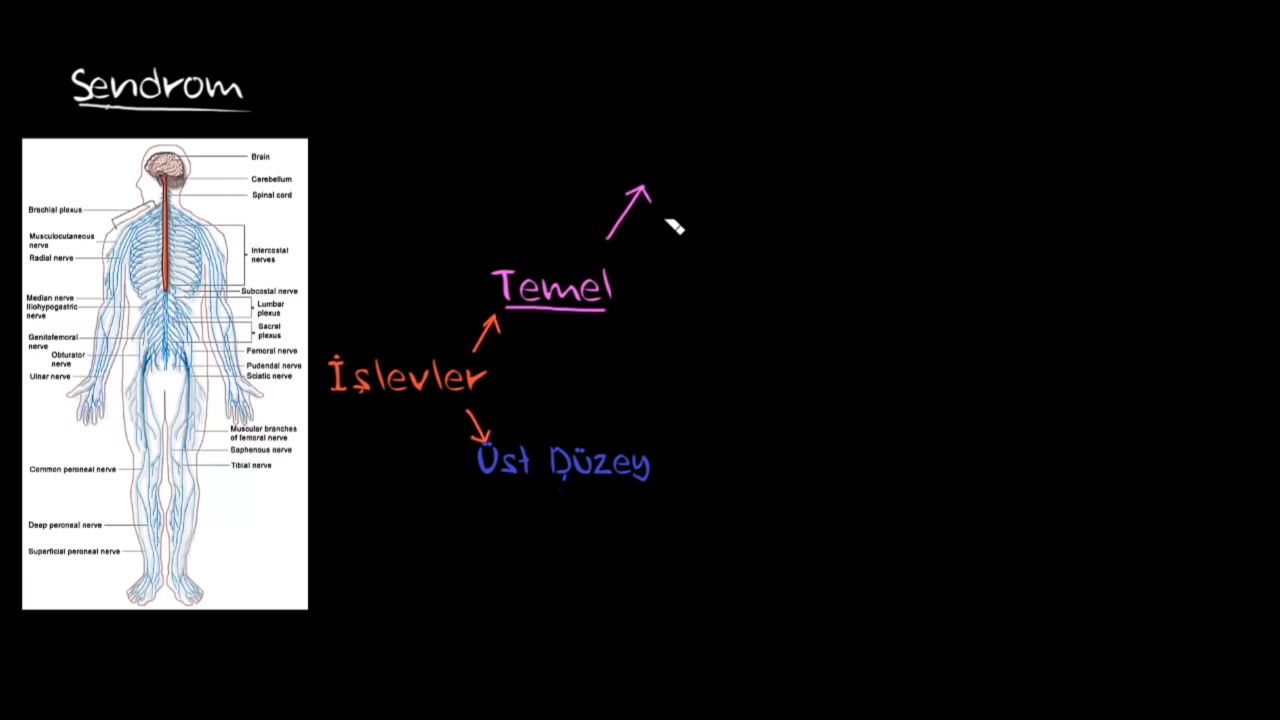 Sendrom
Brain
Cerebellum
Spinal cord
Brachial plexus
Musculocutaneous
nerve
Radial nerve
Intercostal
nerves
Subcostal nerve
Median nerve
Iliohypogastric
nerve
Lumbar
plexus
Genitofemoral
nerve
Sacral
plexus
Obturator
nerve
Femoral nerve
Pudendal nerve
Ulnar nerve
Sciatic nerve
Muscular branches
of femoral nerve
Saphenous nerve
Common peroneal nerve
Tibial nerve
Deep peroneal nerve
Superficial peroneal nerve
Temel
İşlevler
Üst Düzey